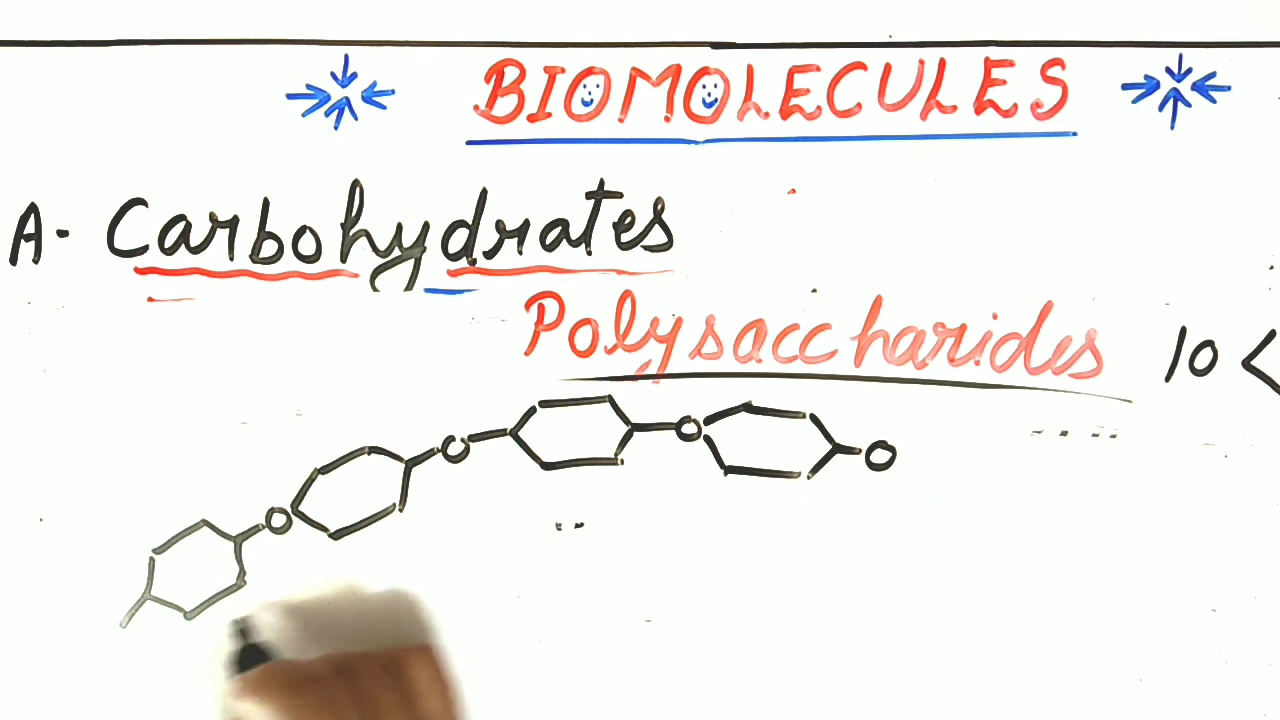 BIOMOLECULES
A- Carbohydrates
Polysaccharides 10 <
O O O O